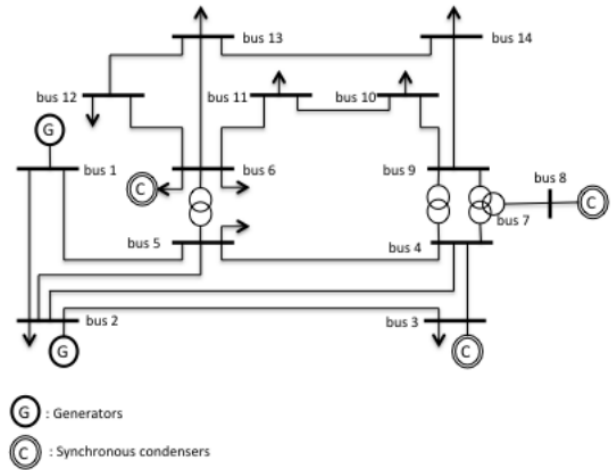 bus 13
bus 14
bus 12
bus 11
bus 10
G
bus 1
C
bus 6
bus 9
bus 8
C
bus 7
bus 5
bus 4
bus 2
bus 3
G
C
G : Generators
C : Synchronous condensers